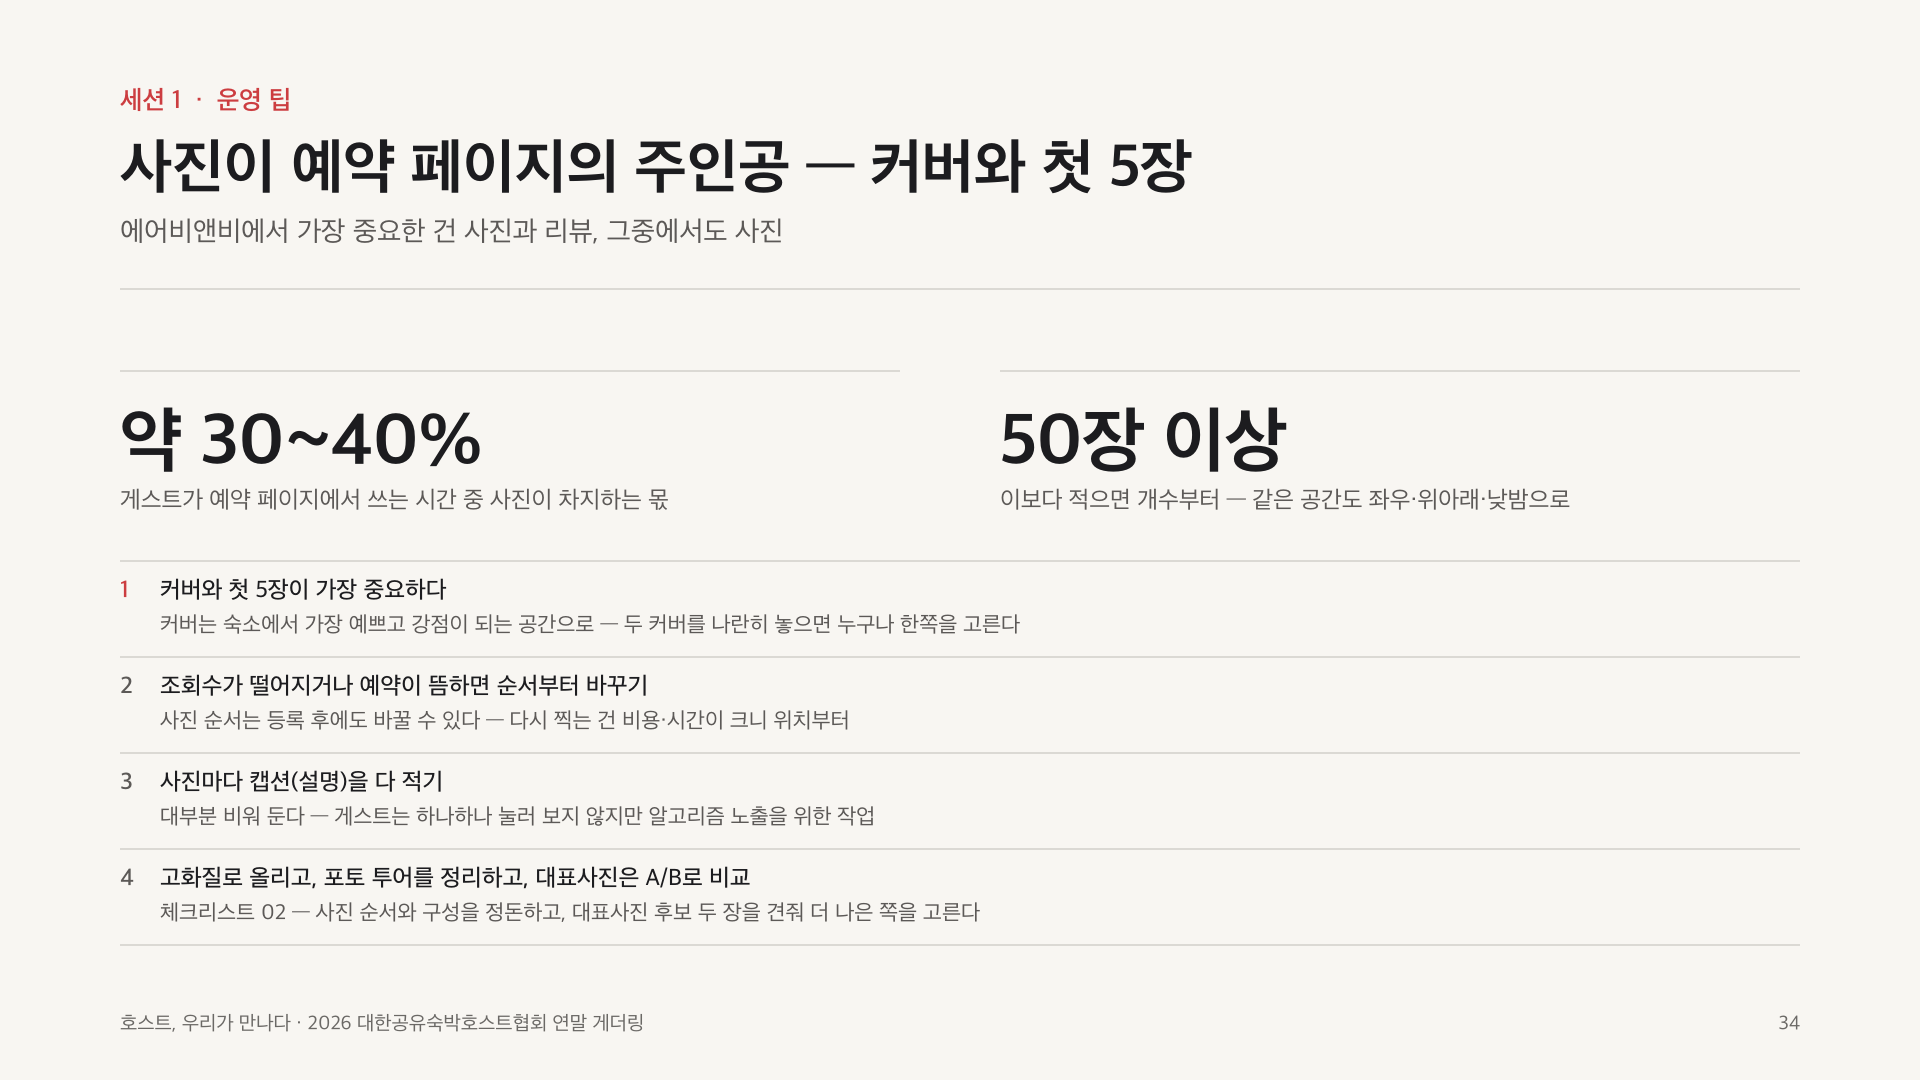 세션 1 · 운영 팁
사진이 예약 페이지의 주인공 — 커버와 첫 5장
에어비앤비에서 가장 중요한 건 사진과 리뷰, 그중에서도 사진
약 30~40%
게스트가 예약 페이지에서 쓰는 시간 중 사진이 차지하는 몫
50장 이상
이보다 적으면 개수부터 — 같은 공간도 좌우·위아래·낮밤으로
1 커버와 첫 5장이 가장 중요하다
커버는 숙소에서 가장 예쁘고 강점이 되는 공간으로 — 두 커버를 나란히 놓으면 누구나 한쪽을 고른다
2 조회수가 떨어지거나 예약이 뜸하면 순서부터 바꾸기
사진 순서는 등록 후에도 바꿀 수 있다 — 다시 찍는 건 비용·시간이 크니 위치부터
3 사진마다 캡션(설명)을 다 적기
대부분 비워 둔다 — 게스트는 하나하나 눌러 보지 않지만 알고리즘 노출을 위한 작업
4 고화질로 올리고, 포토 투어를 정리하고, 대표사진은 A/B로 비교
체크리스트 02 — 사진 순서와 구성을 정돈하고, 대표사진 후보 두 장을 견줘 더 나은 쪽을 고른다
호스트, 우리가 만나다 · 2026 대한공유숙박호스트협회 연말 게더링
34